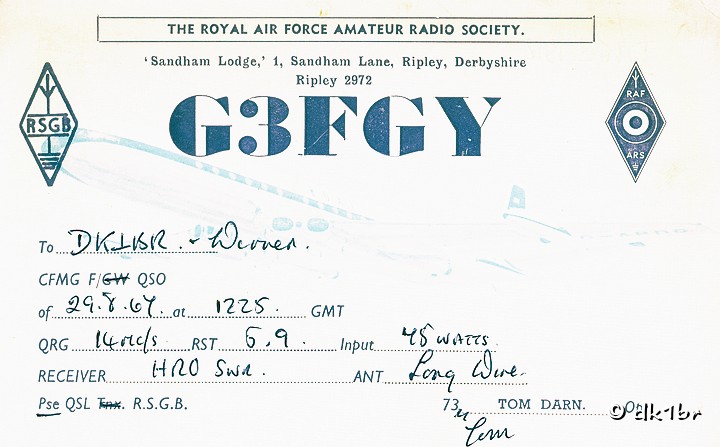 THE ROYAL AIR FORCE AMATEUR RADIO SOCIETY.
'Sandham Lodge,' 1, Sandham Lane, Ripley, Derbyshire
Ripley 2972
G3FGY
RSGB
RAF
ARS
To DK1BR - Werner.
CFMG F/GW QSO
of 29.8.67. at 1225. GMT
QRG 14mc/s RST 5.9. Input 45 WATTS.
RECEIVER HRO Swr. ANT Long Wire.
Pse QSL Tnx. R.S.G.B. 73, TOM DARN. Op.
Tom
© dk1br